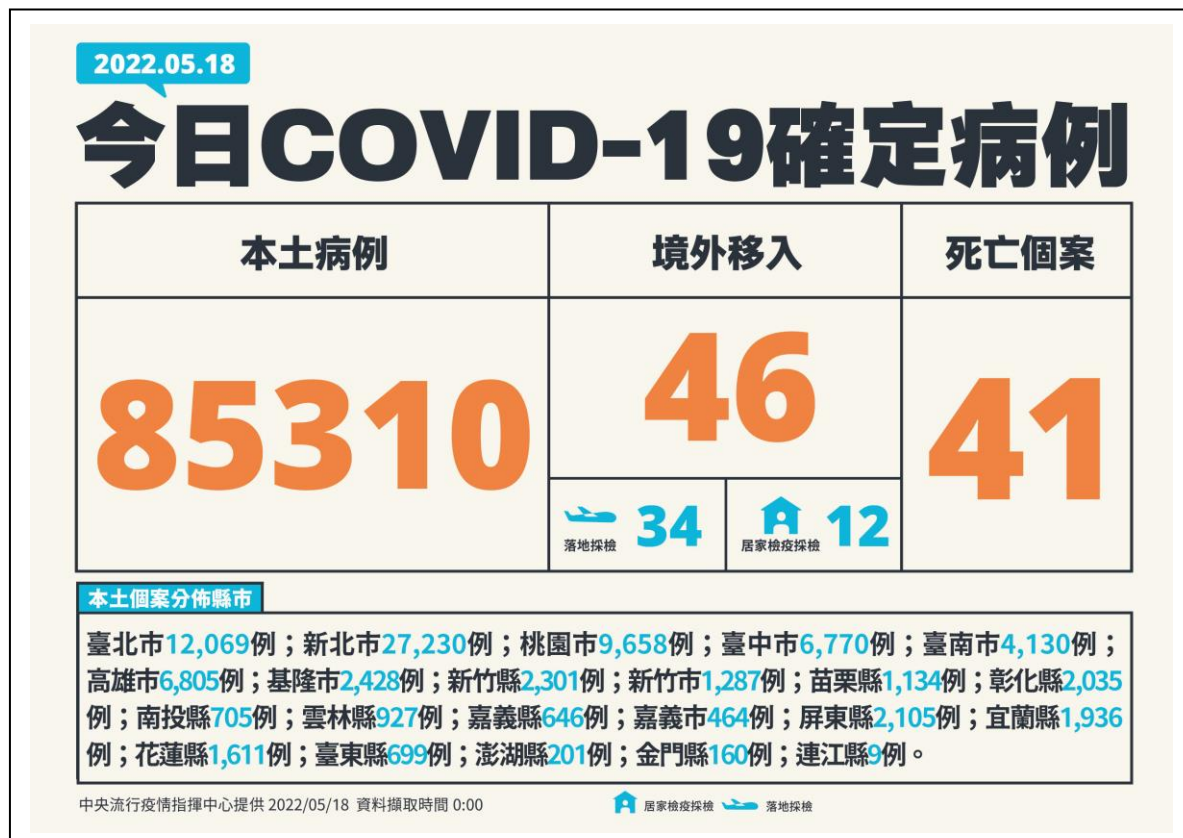 2022.05.18
今日COVID-19確定病例
本土病例
境外移入
死亡個案
85310
46
41
落地採檢 34
居家檢疫採檢 12
本土個案分佈縣市
臺北市12,069例；新北市27,230例；桃園市9,658例；臺中市6,770例；臺南市4,130例；
高雄市6,805例；基隆市2,428例；新竹縣2,301例；新竹市1,287例；苗栗縣1,134例；彰化縣2,035
例；南投縣705例；雲林縣927例；嘉義縣646例；嘉義市464例；屏東縣2,105例；宜蘭縣1,936
例；花蓮縣1,611例；臺東縣699例；澎湖縣201例；金門縣160例；連江縣9例。
中央流行疫情指揮中心提供 2022/05/18 資料擷取時間 0:00
居家檢疫採檢 落地採檢